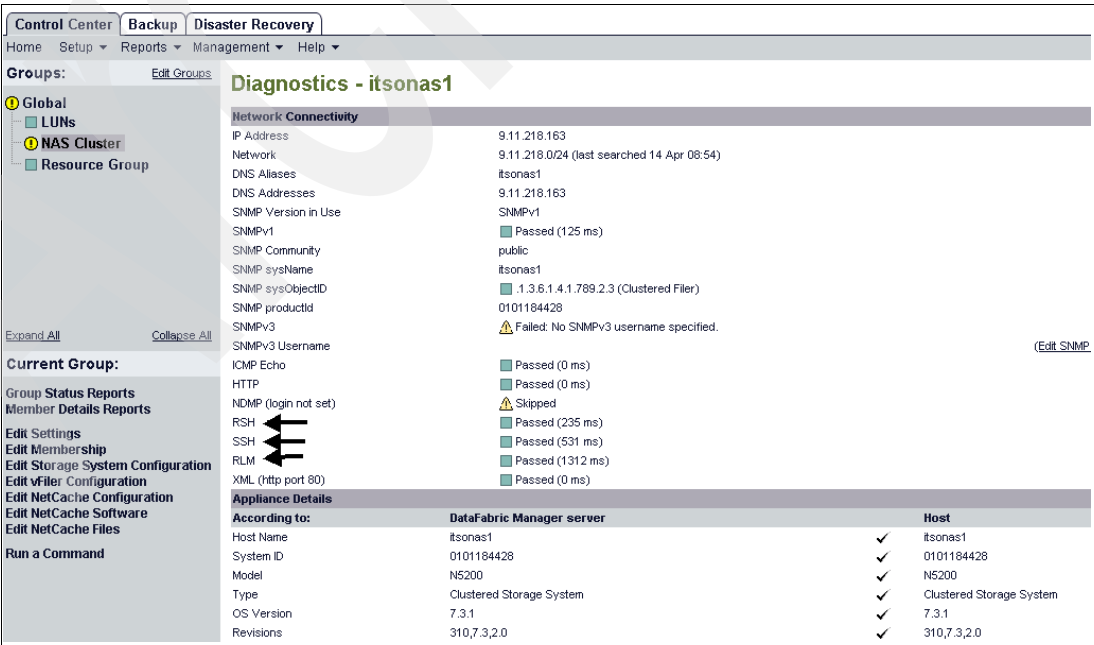 Control Center Backup Disaster Recovery
Home Setup Reports Management Help
Groups: Edit Groups
Global
LUNs
NAS Cluster
Resource Group
Expand All Collapse All
Current Group:
Group Status Reports
Member Details Reports
Edit Settings
Edit Membership
Edit Storage System Configuration
Edit vFiler Configuration
Edit NetCache Configuration
Edit NetCache Software
Edit NetCache Files
Run a Command
Diagnostics - itsonas1
Network Connectivity
IP Address 9.11.218.163
Network 9.11.218.0/24 (last searched 14 Apr 08:54)
DNS Aliases itsonas1
DNS Addresses 9.11.218.163
SNMP Version in Use SNMPv1
SNMPv1 Passed (125 ms)
SNMP Community public
SNMP sysName itsonas1
SNMP sysObjectID .1.3.6.1.4.1.789.2.3 (Clustered Filer)
SNMP productId 0101184428
SNMPv3 Failed: No SNMPv3 username specified.
SNMPv3 Username (Edit SNMP
ICMP Echo Passed (0 ms)
HTTP Passed (0 ms)
NDMP (login not set) Skipped
RSH Passed (235 ms)
SSH Passed (531 ms)
RLM Passed (1312 ms)
XML (http port 80) Passed (0 ms)
Appliance Details
According to: DataFabric Manager server Host
Host Name itsonas1 itsonas1
System ID 0101184428 0101184428
Model N5200 N5200
Type Clustered Storage System Clustered Storage System
OS Version 7.3.1 7.3.1
Revisions 310,7.3,2.0 310,7.3,2.0